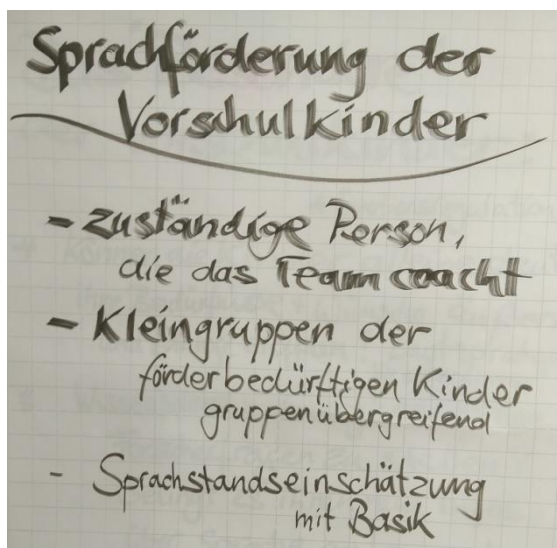 Sprachförderung der
Vorschulkinder
- zuständige Person,
die das Team coacht
- Kleingruppen der
förderbedürftigen Kinder
gruppenübergreifend
- Sprachstandseinschätzung
mit Basik